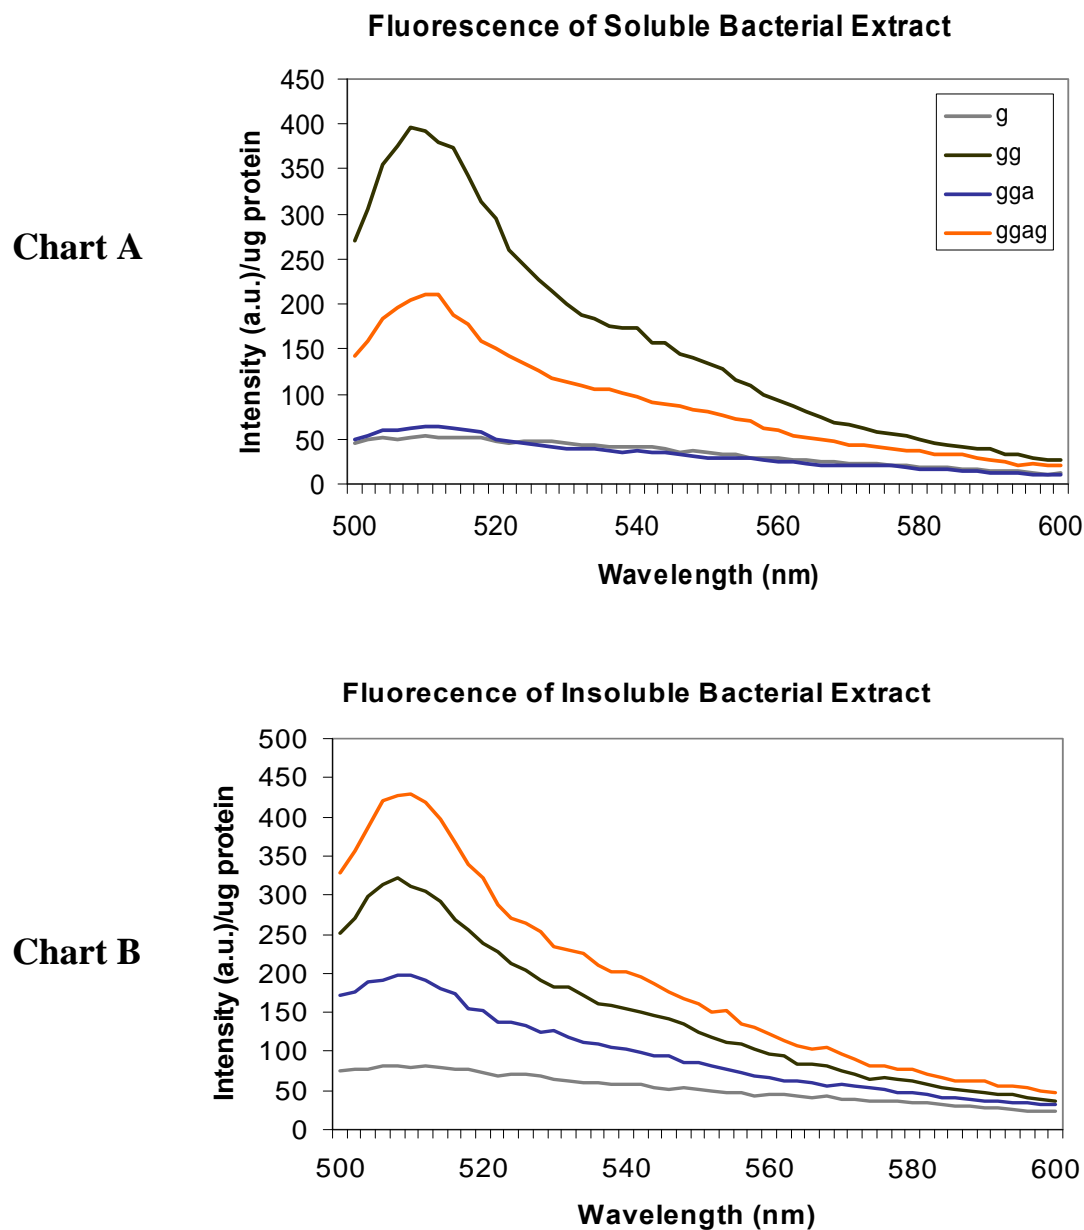 Fluorescence of Soluble Bacterial Extract
Chart A
Intensity (a.u.)/ug protein
450
400
350
300
250
200
150
100
50
0
g
gg
gga
ggag
500 520 540 560 580 600
Wavelength (nm)
Fluorecence of Insoluble Bacterial Extract
Chart B
Intensity (a.u.)/ug protein
500
450
400
350
300
250
200
150
100
50
0
500 520 540 560 580 600
Wavelength (nm)